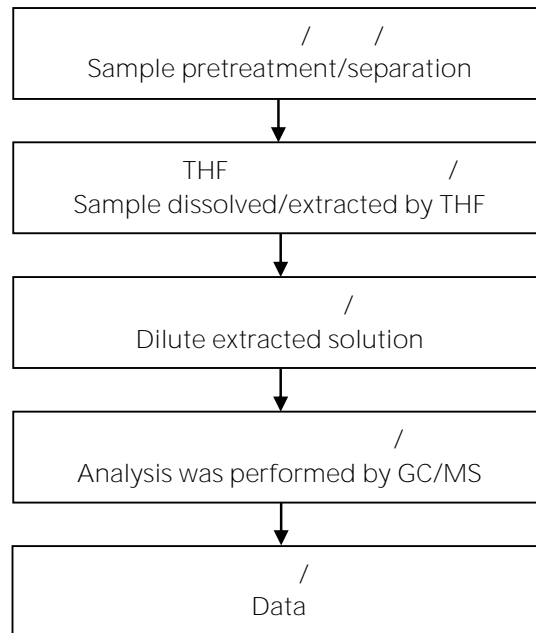 / /
Sample pretreatment/separation
THF /
Sample dissolved/extracted by THF
/
Dilute extracted solution
/
Analysis was performed by GC/MS
/
Data